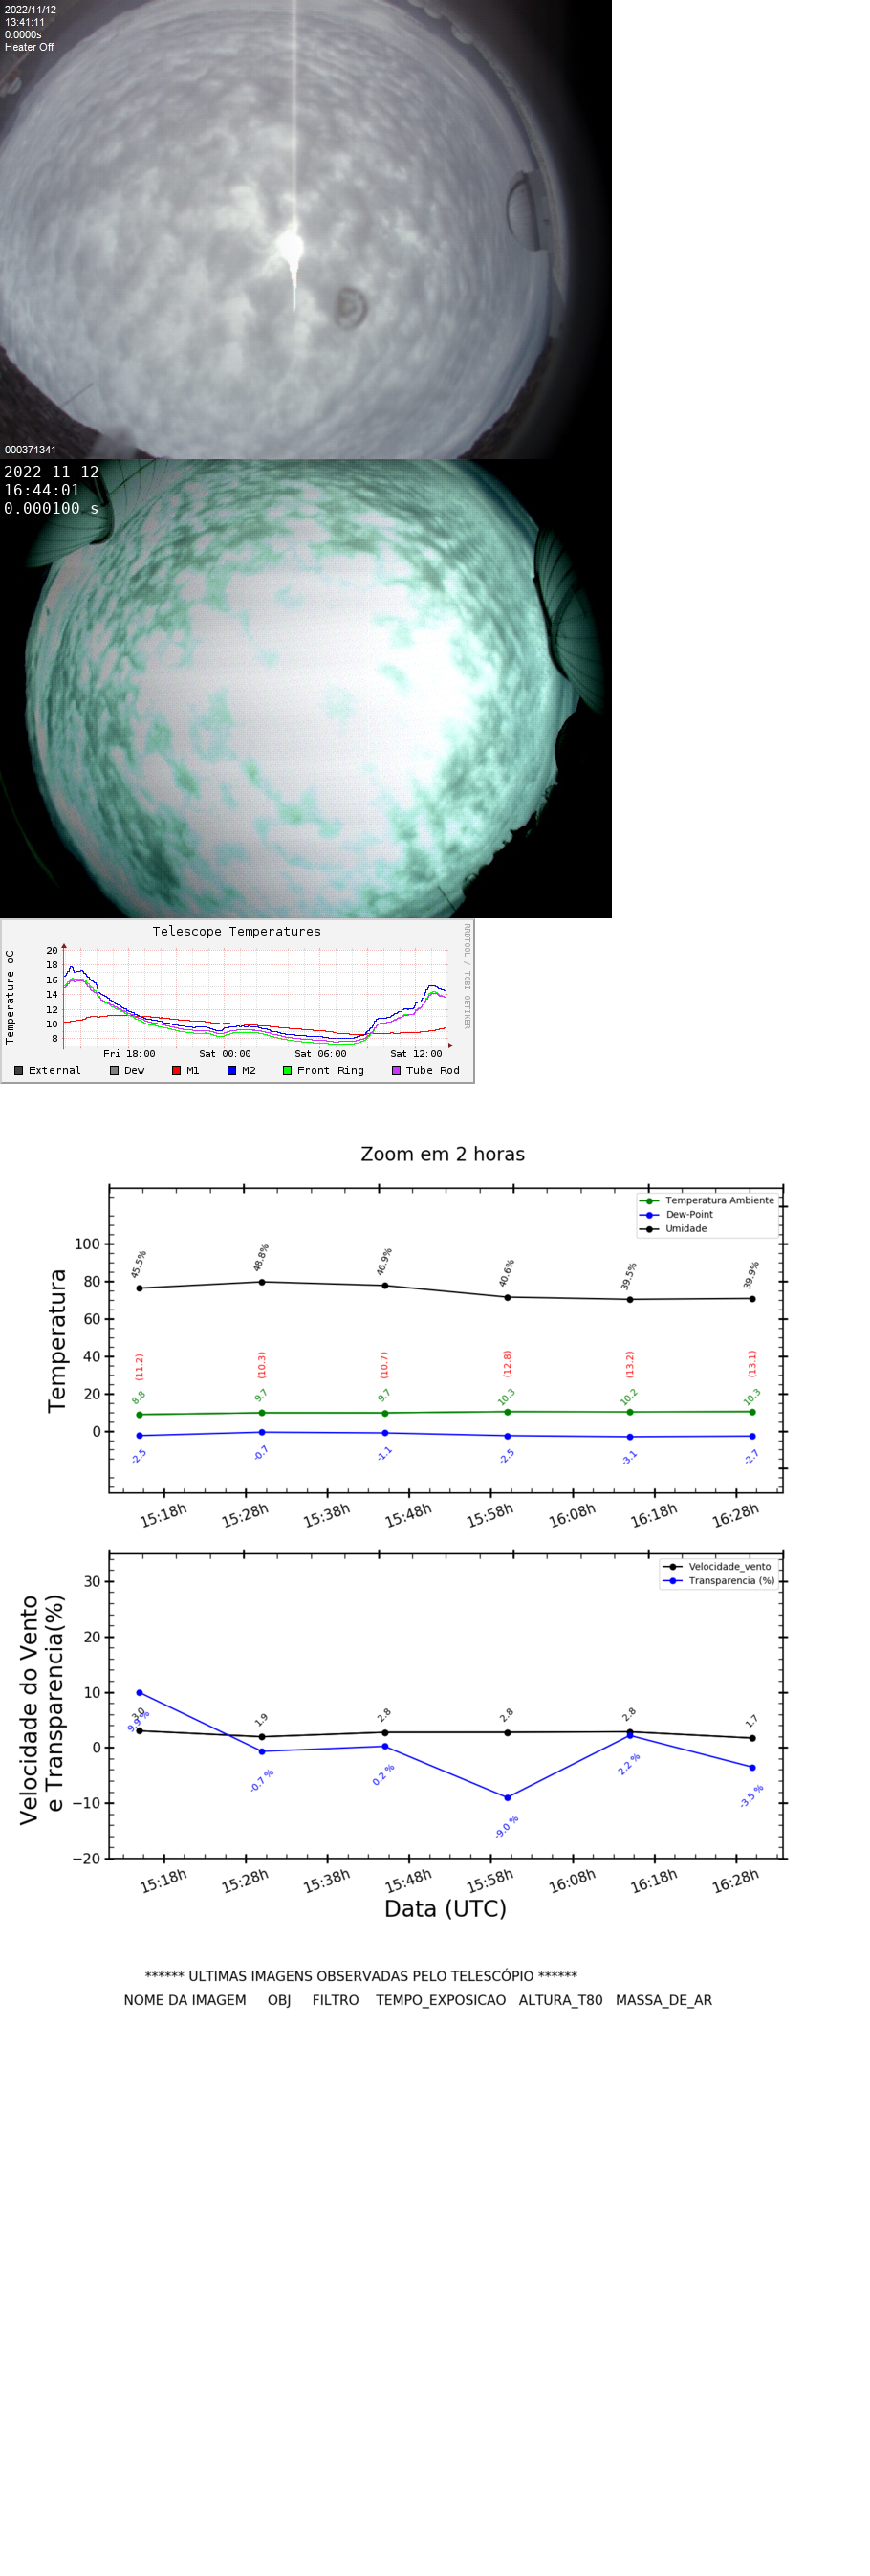 2022/11/12
13:41:11
0.0000s
Heater Off
000371341
2022-11-12
16:44:01
0.000100 s
Telescope Temperatures
RRDTOOL / TOBI OETIKER
Temperature oC
20
18
16
14
12
10
8
Fri 18:00 Sat 00:00 Sat 06:00 Sat 12:00
External Dew M1 M2 Front Ring Tube Rod
Zoom em 2 horas
Temperatura Ambiente
Dew-Point
Umidade
Temperatura
100
80
60
40
20
0
45.5% 48.8% 46.9% 40.6% 39.5% 39.9%
(11.2) (10.3) (10.7) (12.8) (13.2) (13.1)
8.8 9.7 9.7 10.3 10.2 10.3
-2.5 -0.7 -1.1 -2.5 -3.1 -2.7
15:18h 15:28h 15:38h 15:48h 15:58h 16:08h 16:18h 16:28h
Velocidade_vento
Transparencia (%)
Velocidade do Vento
e Transparencia(%)
30
20
10
0
−10
−20
3.0 1.9 2.8 2.8 2.8 1.7
9.9 % -0.7 % 0.2 % -9.0 % 2.2 % -3.5 %
15:18h 15:28h 15:38h 15:48h 15:58h 16:08h 16:18h 16:28h
Data (UTC)
****** ULTIMAS IMAGENS OBSERVADAS PELO TELESCÓPIO ******
NOME DA IMAGEM OBJ FILTRO TEMPO_EXPOSICAO ALTURA_T80 MASSA_DE_AR